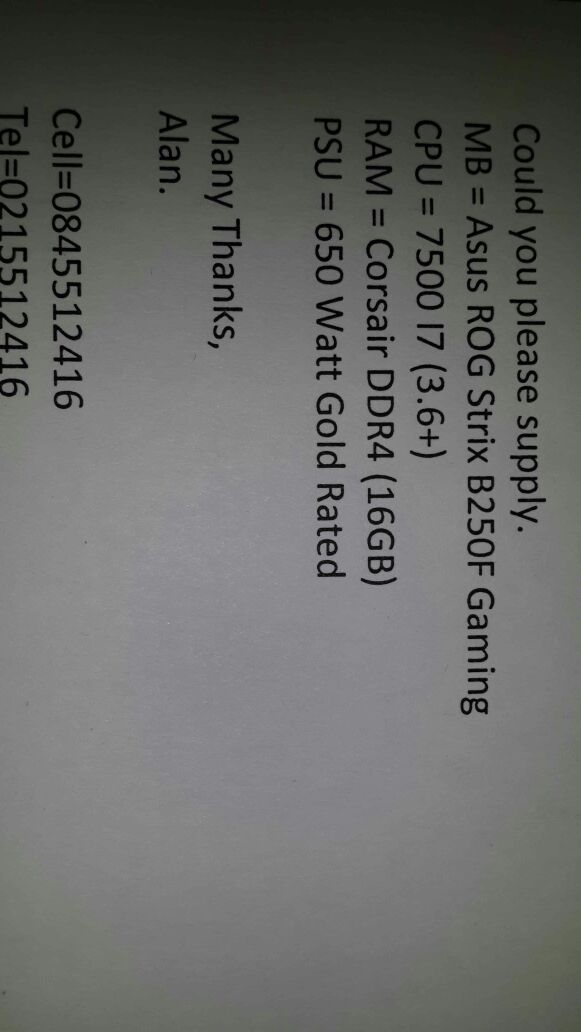 Could you please supply.
MB = Asus ROG Strix B250F Gaming
CPU = 7500 I7 (3.6+)
RAM = Corsair DDR4 (16GB)
PSU = 650 Watt Gold Rated
Many Thanks,
Alan.
Cell=0845512416
Tel=0215512416